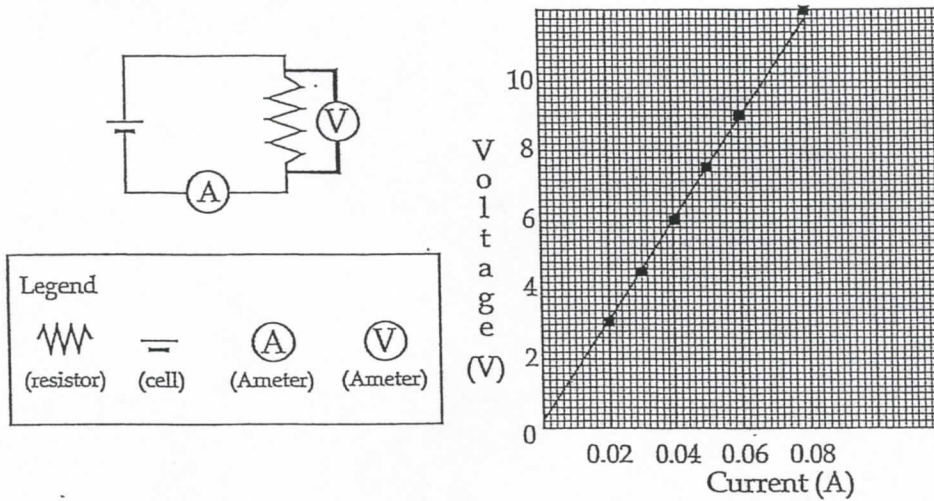 A
V
Legend
A
V
(resistor) (cell) (Ameter) (Ameter)
Voltage
(V)
10
8
6
4
2
0
0.02 0.04 0.06 0.08
Current (A)